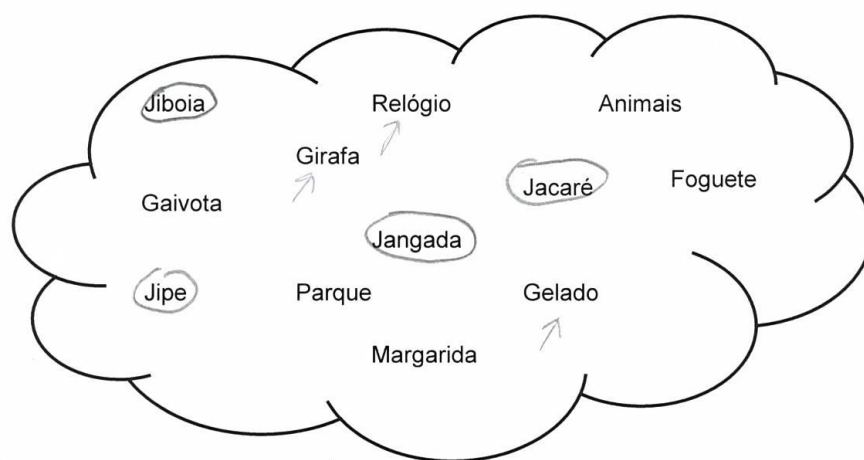 Jiboia
Relógio
Animais
Girafa
Jacaré
Foguete
Gaivota
Jangada
Jipe
Parque
Gelado
Margarida